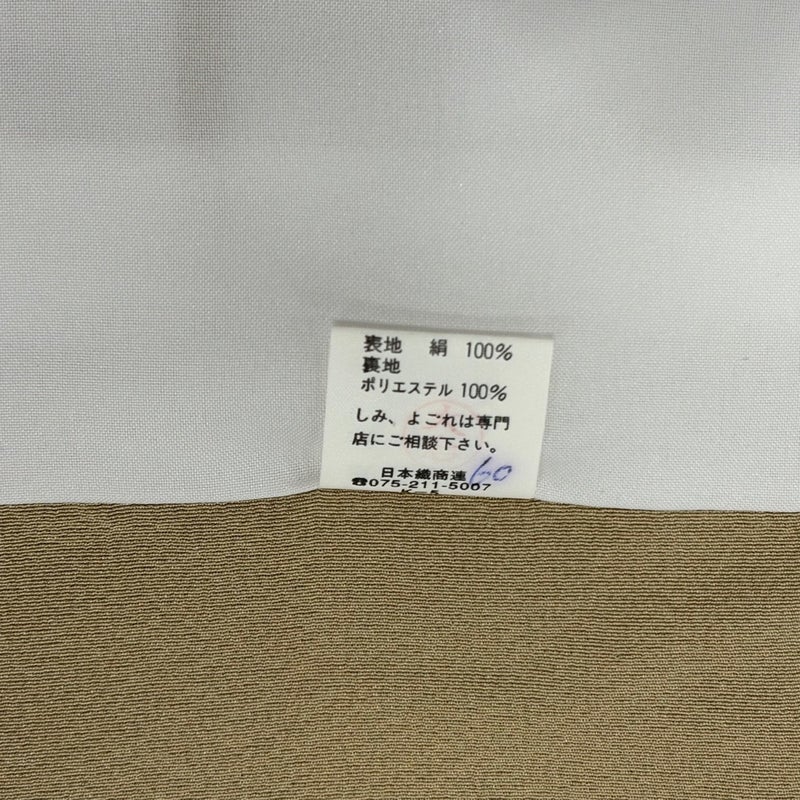 表地 絹 100%
裏地
ポリエステル 100%
しみ、よごれは専門
店にご相談下さい。
日本織商連
☎075-211-5007
60